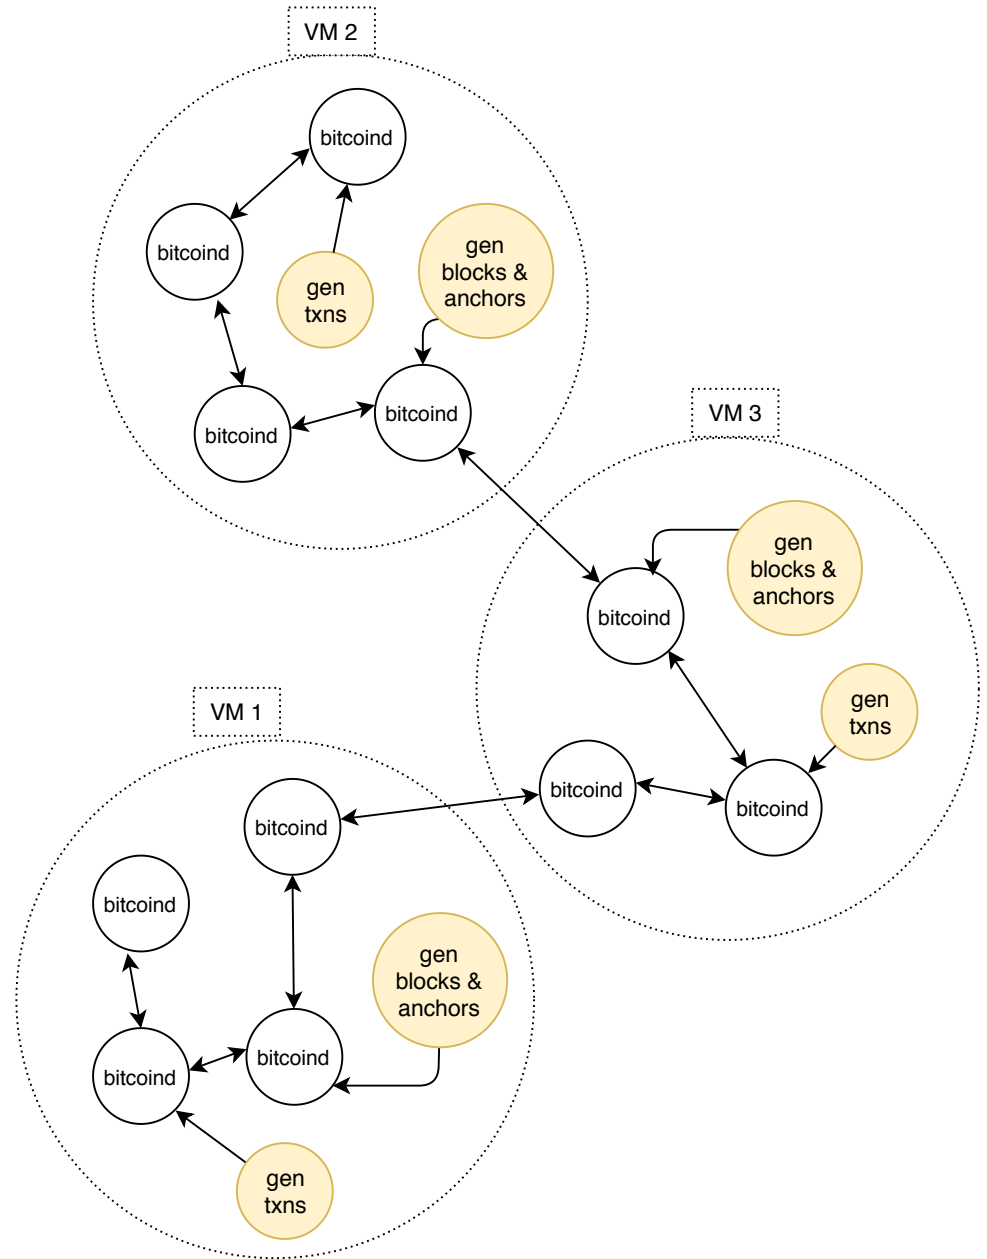 VM 2
bitcoind
bitcoind
gen
blocks &
anchors
gen
txns
bitcoind
bitcoind
VM 3
gen
blocks &
anchors
bitcoind
gen
txns
bitcoind
bitcoind
VM 1
bitcoind
bitcoind
gen
blocks &
anchors
bitcoind
bitcoind
gen
txns